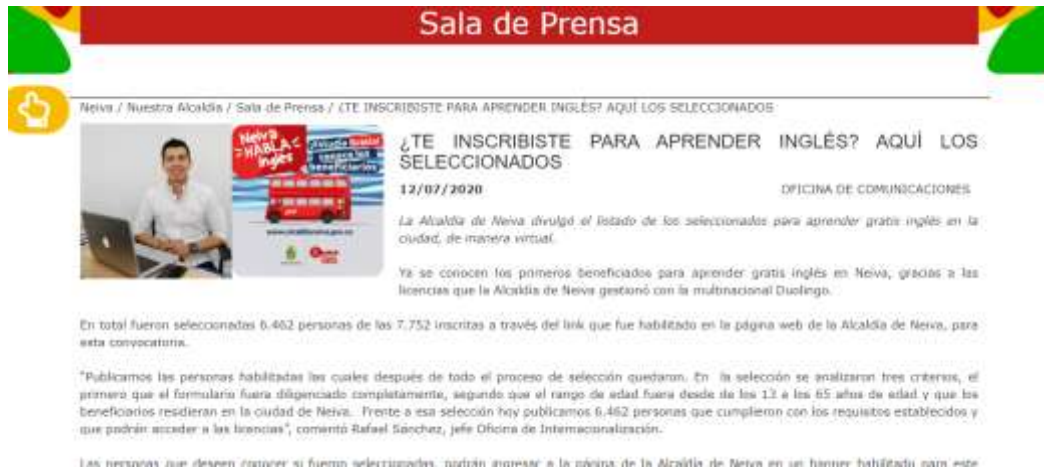 Sala de Prensa
Neiva / Nuestra Alcaldía / Sala de Prensa / ¿TE INSCRIBISTE PARA APRENDER INGLÉS? AQUÍ LOS SELECCIONADOS
Neiva
HABLA
Inglés
¿TE INSCRIBISTE PARA APRENDER INGLÉS? AQUÍ LOS
SELECCIONADOS
12/07/2020 OFICINA DE COMUNICACIONES
La Alcaldía de Neiva divulgó el listado de los seleccionados para aprender gratis inglés en la
ciudad, de manera virtual.
Ya se conocen los primeros beneficiados para aprender gratis inglés en Neiva, gracias a las
licencias que la Alcaldía de Neiva gestionó con la multinacional Duolingo.
En total fueron seleccionadas 6.462 personas de las 7.752 inscritas a través del link que fue habilitado en la página web de la Alcaldía de Neiva, para
esta convocatoria.
"Publicamos las personas habilitadas las cuales después de todo el proceso de selección quedaron. En la selección se analizaron tres criterios, el
primero que el formulario fuera diligenciado completamente, segundo que el rango de edad fuera desde de los 13 a los 65 años de edad y que los
beneficiarios residieran en la ciudad de Neiva. Frente a esa selección hoy publicamos 6.462 personas que cumplieron con los requisitos establecidos y
que podrán acceder a las licencias", comentó Rafael Sánchez, jefe Oficina de Internacionalización.
Las personas que deseen conocer si fueron seleccionadas, podrán ingresar a la página de la Alcaldía de Neiva en un banner habilitado para este